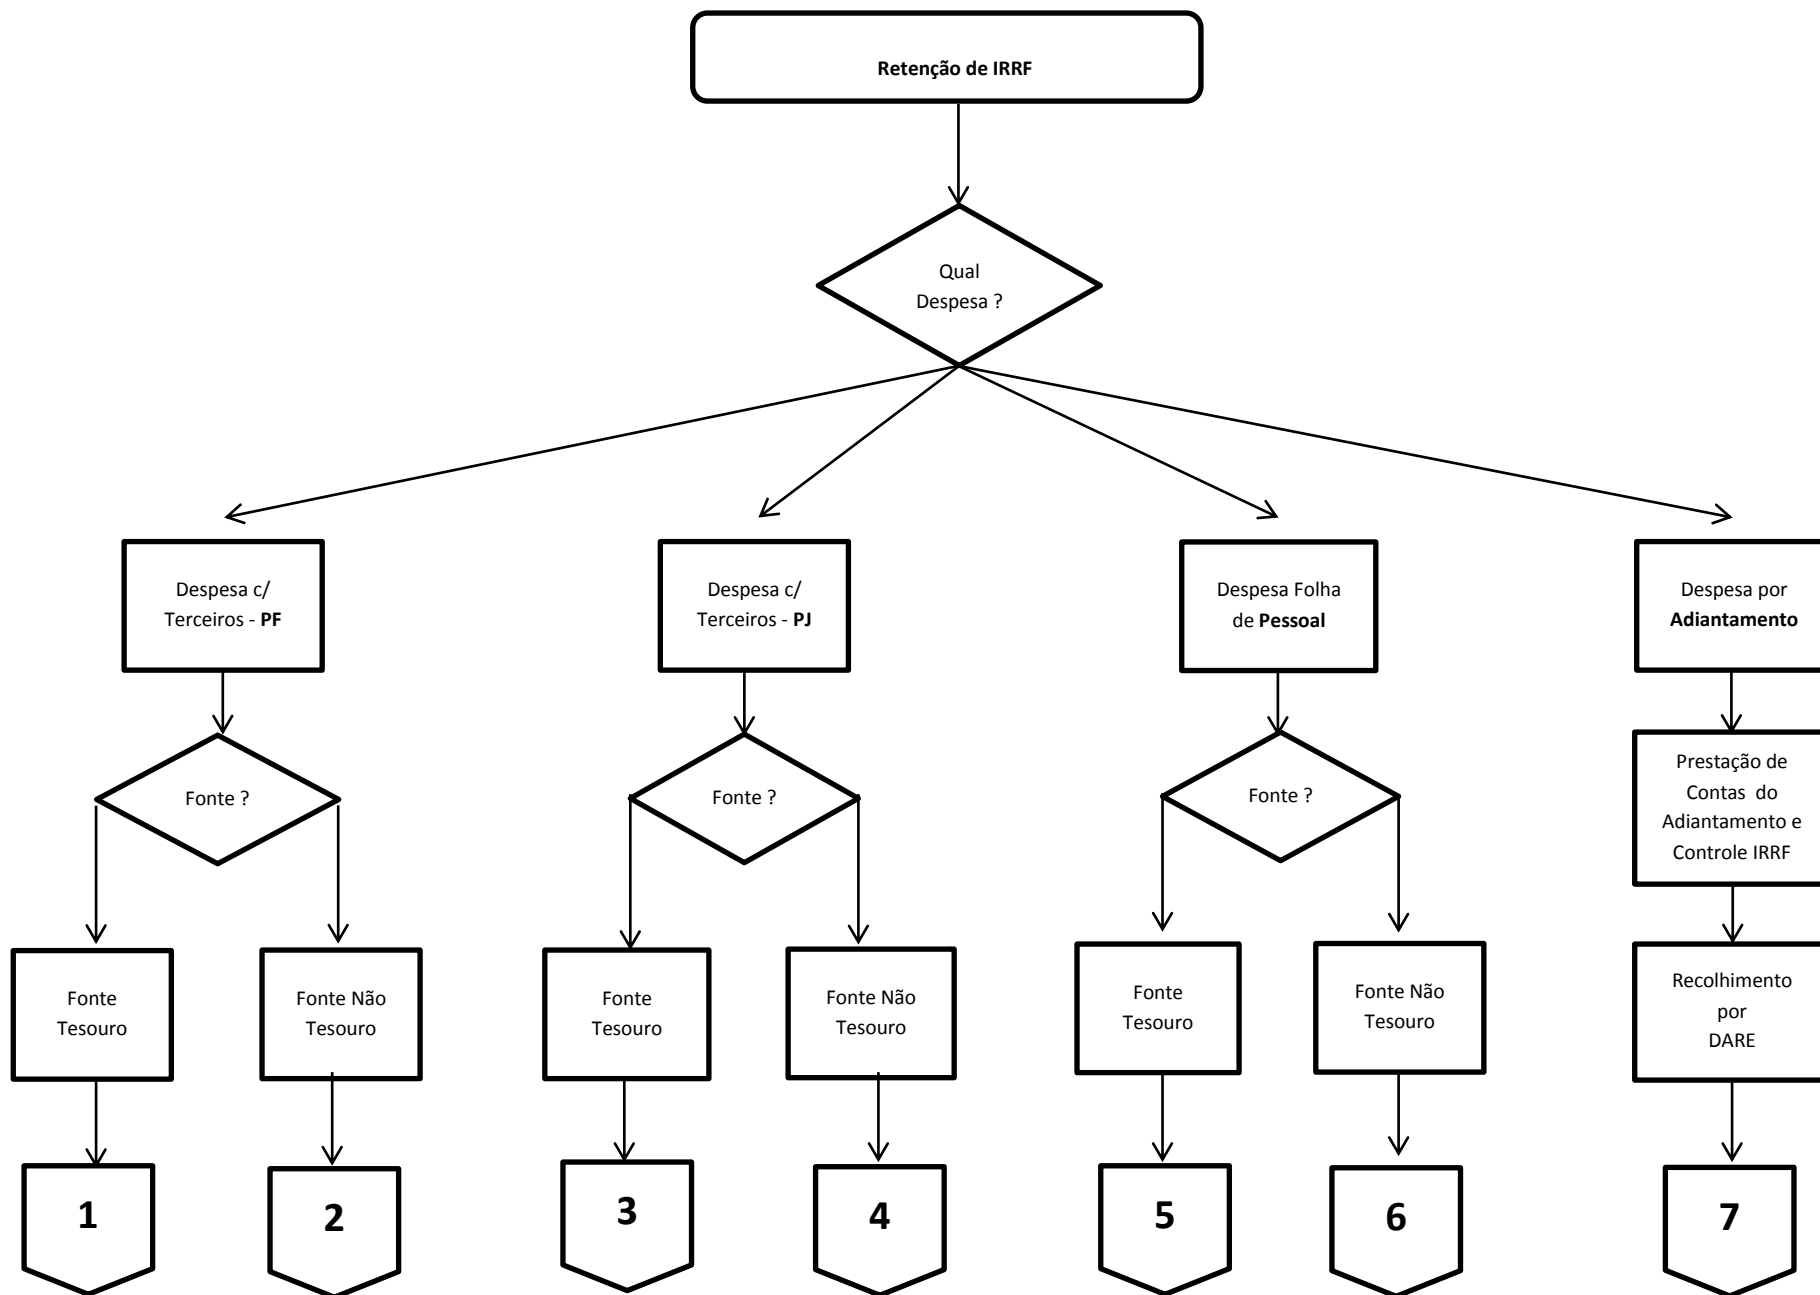 Retenção de IRRF
Qual
Despesa ?
Despesa c/
Terceiros - PF
Despesa c/
Terceiros - PJ
Despesa Folha
de Pessoal
Despesa por
Adiantamento
Fonte ?
Fonte ?
Fonte ?
Prestação de
Contas do
Adiantamento e
Controle IRRF
Fonte
Tesouro
Fonte Não
Tesouro
Fonte
Tesouro
Fonte Não
Tesouro
Fonte
Tesouro
Fonte Não
Tesouro
Recolhimento
por
DARE
1
2
3
4
5
6
7